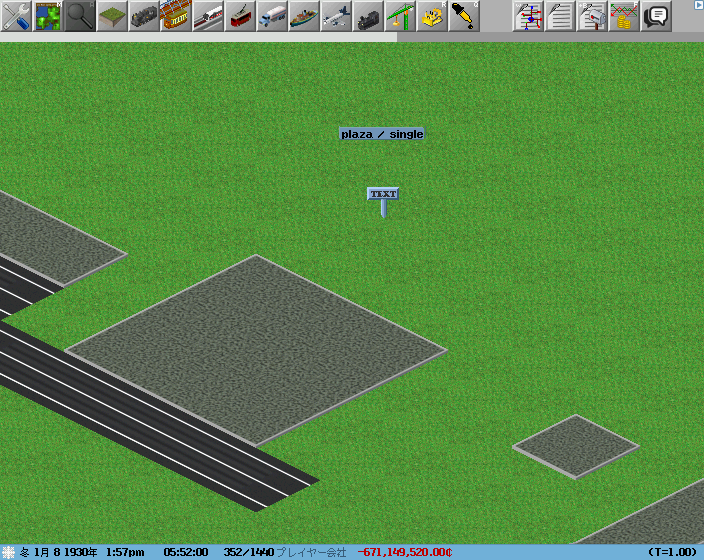 plaza / single
TEXT
冬 1月 8 1930年 1:57pm 05:52:00 352/1440 プレイヤー会社 -671,149,520.00¢ (T=1.00)